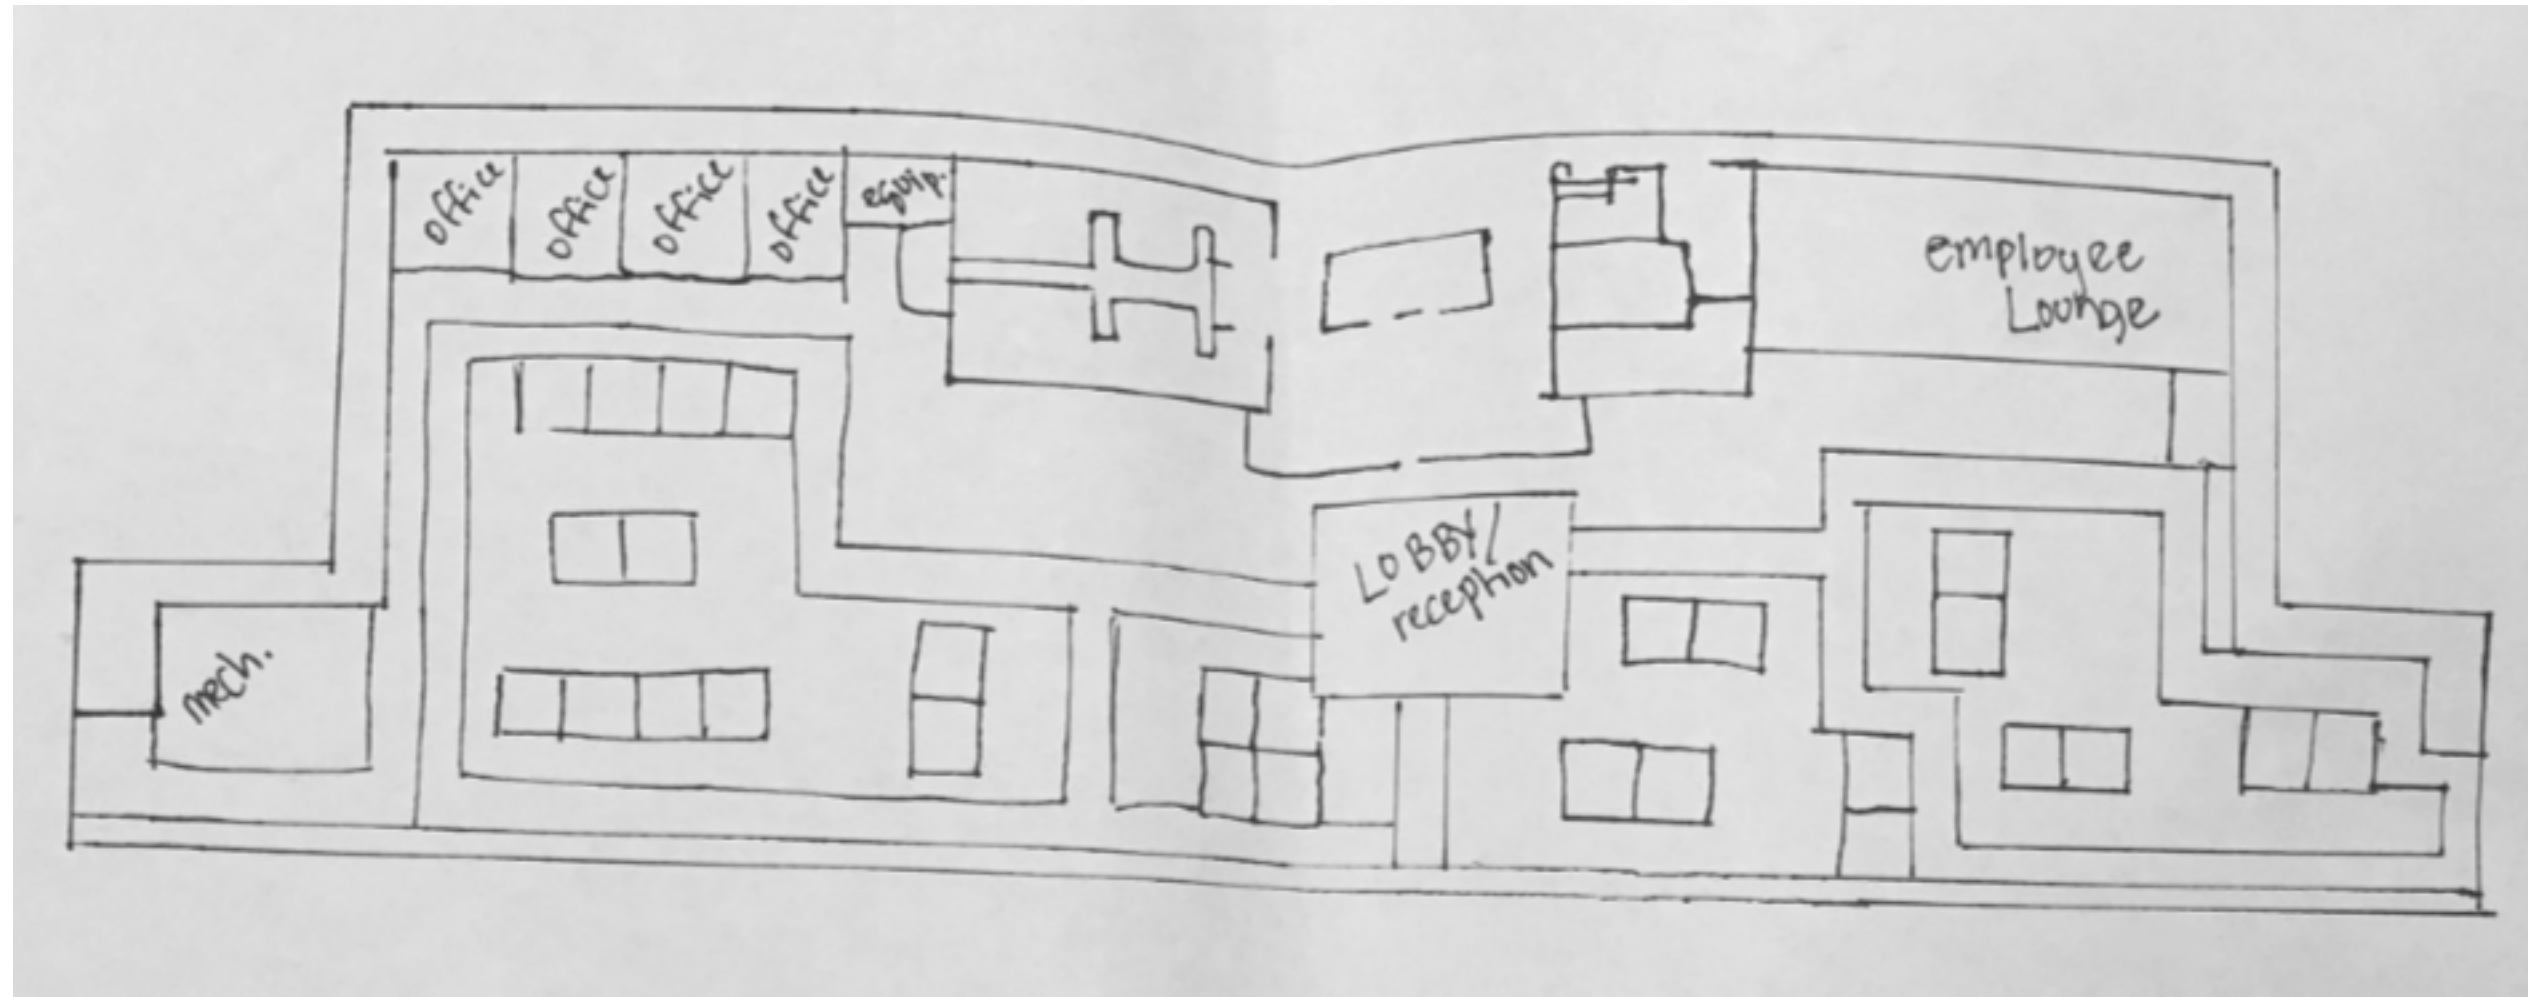 office
office
office
office
equip.
employee
Lounge
LOBBY/
reception
mech.